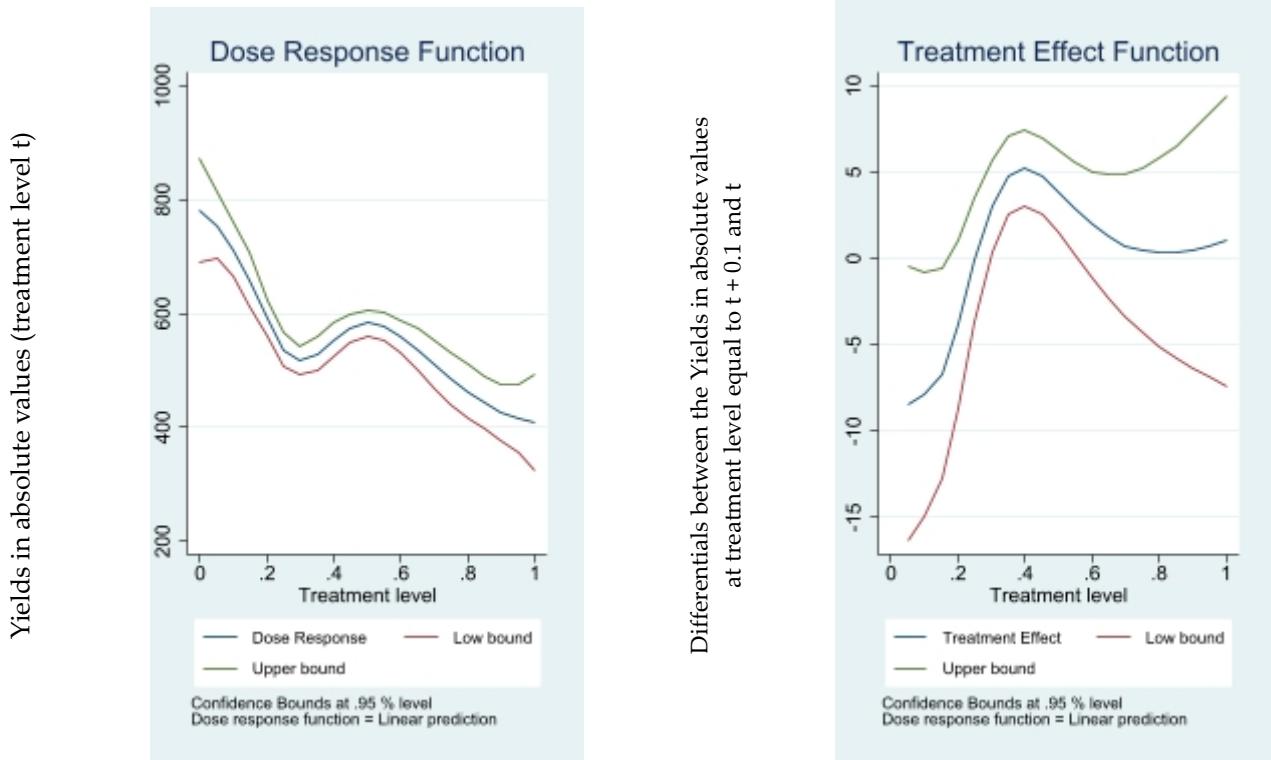 Yields in absolute values (treatment level t)
Dose Response Function
1000
800
600
400
200
0 .2 .4 .6 .8 1
Treatment level
Dose Response Low bound
Upper bound
Confidence Bounds at .95 % level
Dose response function = Linear prediction
Differentials between the Yields in absolute values
at treatment level equal to t + 0.1 and t
Treatment Effect Function
10
5
0
-5
-10
-15
0 .2 .4 .6 .8 1
Treatment level
Treatment Effect Low bound
Upper bound
Confidence Bounds at .95 % level
Dose response function = Linear prediction